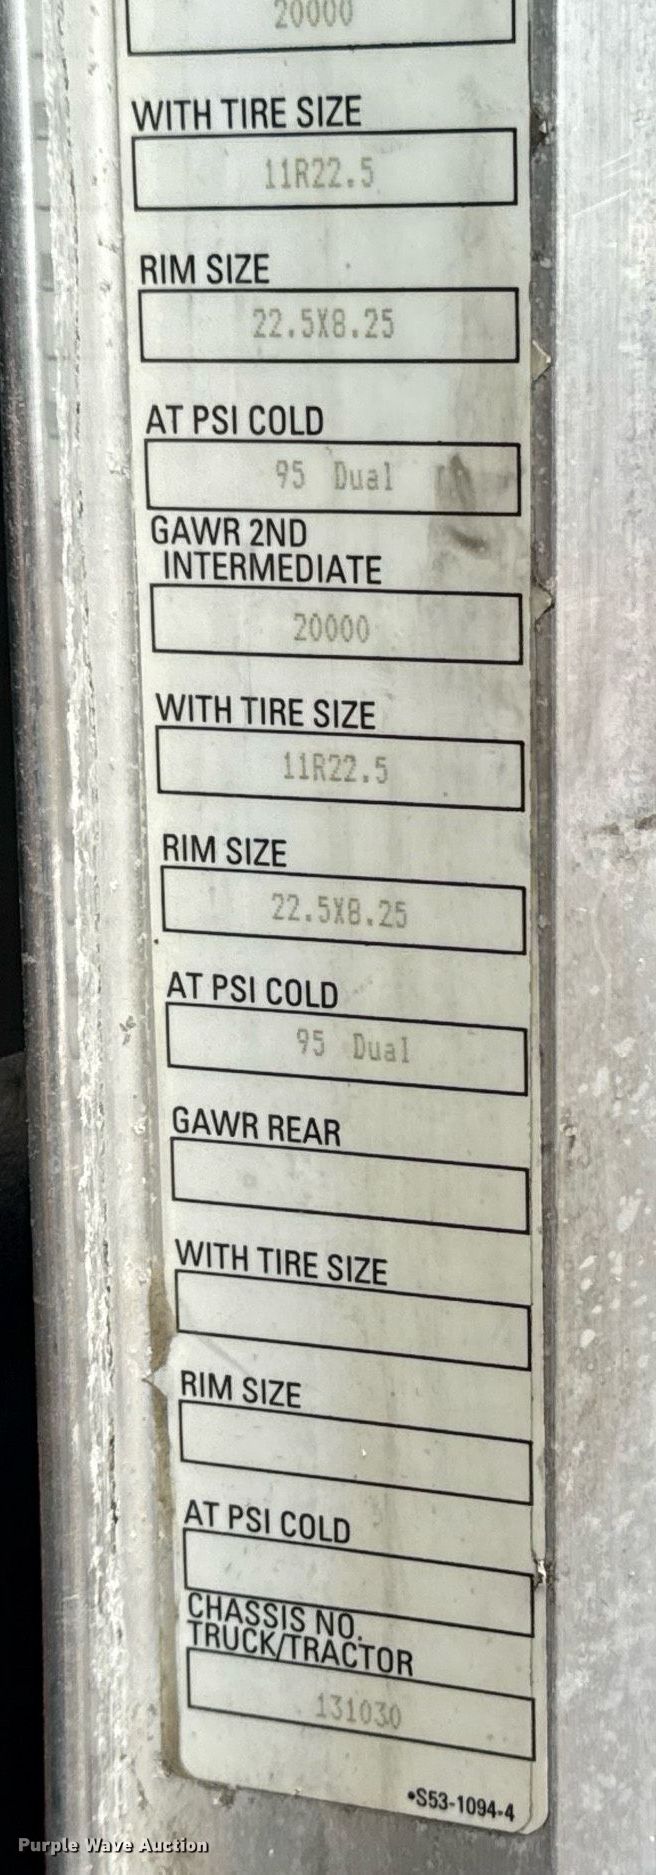 20000
WITH TIRE SIZE
11R22.5
RIM SIZE
22.5X8.25
AT PSI COLD
95 Dual
GAWR 2ND
INTERMEDIATE
20000
WITH TIRE SIZE
11R22.5
RIM SIZE
22.5X8.25
AT PSI COLD
95 Dual
GAWR REAR
WITH TIRE SIZE
RIM SIZE
AT PSI COLD
CHASSIS NO.
TRUCK/TRACTOR
131030
•S53-1094-4
Purple Wave Auction